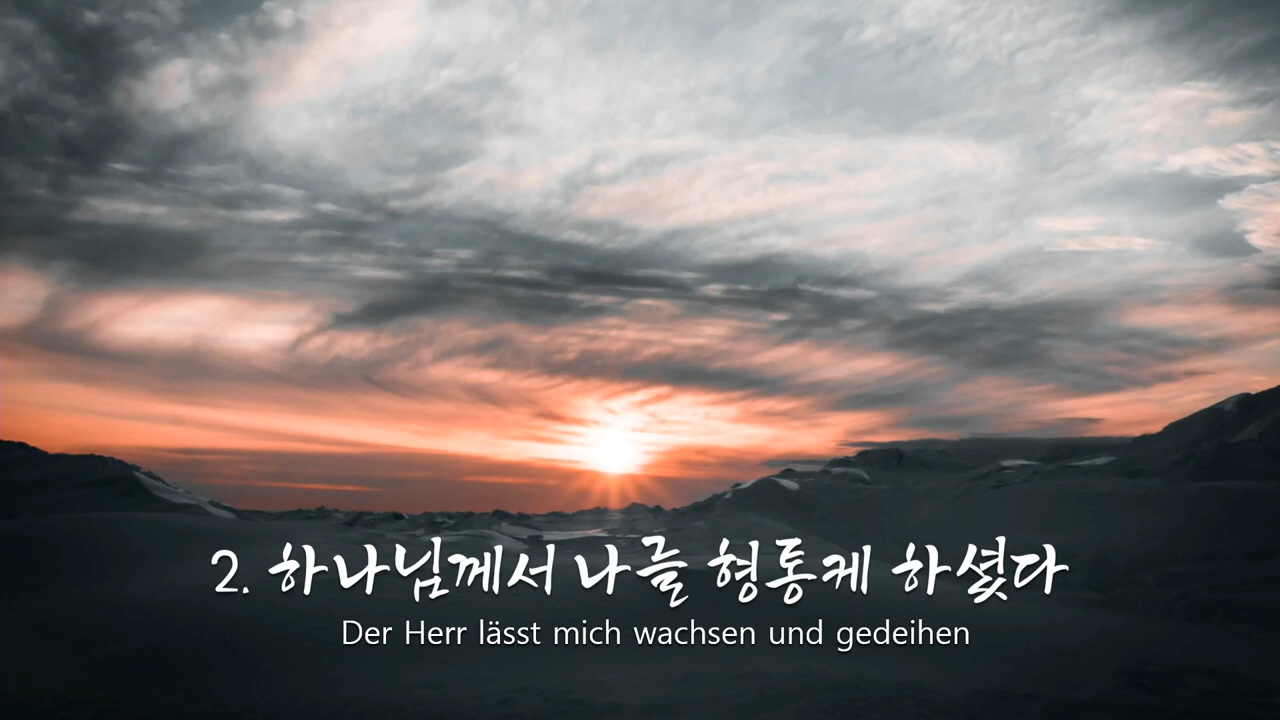 2. 하나님께서 나를 형통케 하셨다
Der Herr lässt mich wachsen und gedeihen